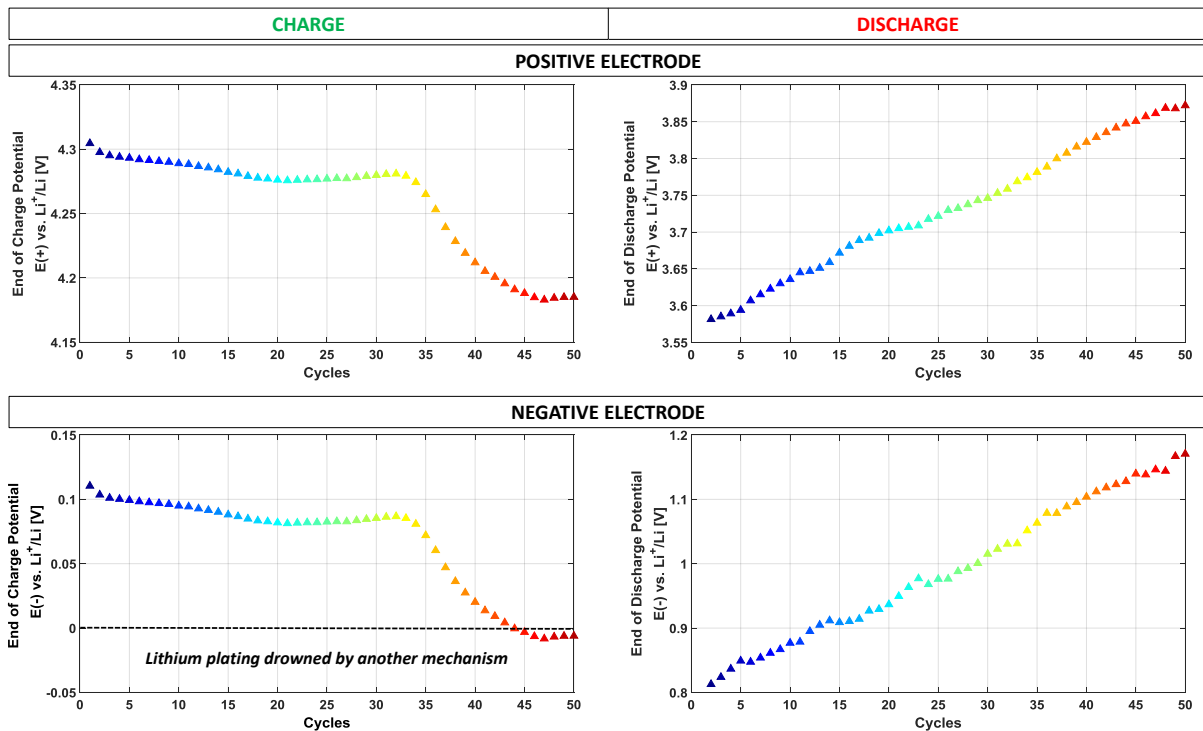 CHARGE
DISCHARGE
POSITIVE ELECTRODE
End of Charge Potential
E(+) vs. Li⁺/Li [V]
4.35
4.3
4.25
4.2
4.15
0 5 10 15 20 25 30 35 40 45 50
Cycles
End of Discharge Potential
E(+) vs. Li⁺/Li [V]
3.9
3.85
3.8
3.75
3.7
3.65
3.6
3.55
0 5 10 15 20 25 30 35 40 45 50
Cycles
NEGATIVE ELECTRODE
End of Charge Potential
E(-) vs. Li⁺/Li [V]
0.15
0.1
0.05
0
-0.05
Lithium plating drowned by another mechanism
0 5 10 15 20 25 30 35 40 45 50
Cycles
End of Discharge Potential
E(-) vs. Li⁺/Li [V]
1.2
1.1
1
0.9
0.8
0 5 10 15 20 25 30 35 40 45 50
Cycles